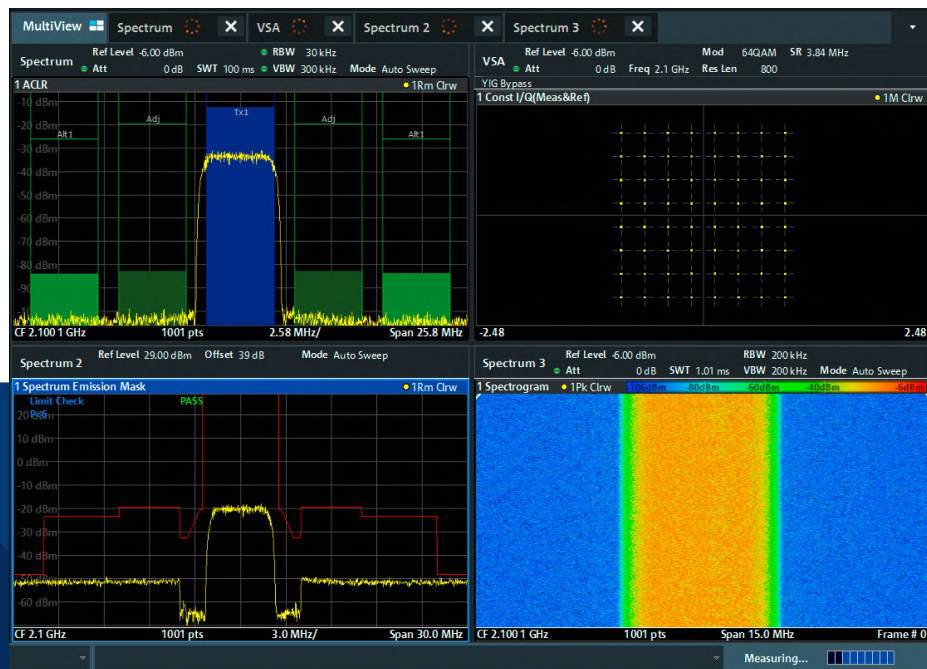 MultiView Spectrum X VSA X Spectrum 2 X Spectrum 3 X
Spectrum
Ref Level -6.00 dBm RBW 30 kHz
Att 0 dB SWT 100 ms VBW 300 kHz Mode Auto Sweep
1 ACLR 1Rm Clrw
-10 dBm
-20 dBm
-30 dBm
-40 dBm
-50 dBm
-60 dBm
-70 dBm
-80 dBm
-90
Alt1 Adj Tx1 Adj Alt1
CF 2.100 1 GHz 1001 pts 2.58 MHz/ Span 25.8 MHz
VSA
Ref Level -6.00 dBm Mod 64QAM SR 3.84 MHz
Att 0 dB Freq 2.1 GHz Res Len 800
YIG Bypass
1 Const I/Q(Meas&Ref) 1M Clrw
-2.48 2.48
Spectrum 2
Ref Level 29.00 dBm Offset 39 dB Mode Auto Sweep
1 Spectrum Emission Mask 1Rm Clrw
Limit Check PASS
20 dBm
10 dBm
0 dBm
-10 dBm
-20 dBm
-30 dBm
-40 dBm
-60 dBm
CF 2.1 GHz 1001 pts 3.0 MHz/ Span 30.0 MHz
Spectrum 3
Ref Level -6.00 dBm RBW 200 kHz
Att 0 dB SWT 1.01 ms VBW 200 kHz Mode Auto Sweep
1 Spectrogram 1Pk Clrw -106dBm -80dBm -60dBm -40dBm -6dBm
CF 2.100 1 GHz 1001 pts Span 15.0 MHz Frame # 0
Measuring...